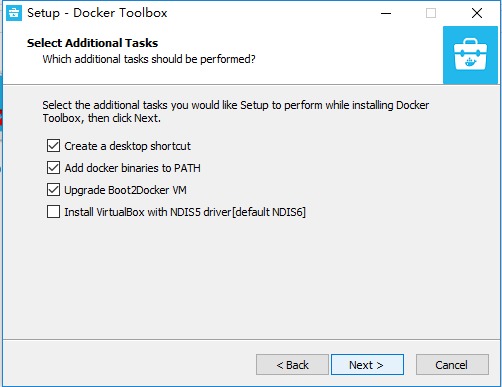 Setup - Docker Toolbox
Select Additional Tasks
Which additional tasks should be performed?
Select the additional tasks you would like Setup to perform while installing Docker
Toolbox, then click Next.
Create a desktop shortcut
Add docker binaries to PATH
Upgrade Boot2Docker VM
Install VirtualBox with NDIS5 driver[default NDIS6]
< Back
Next >
Cancel